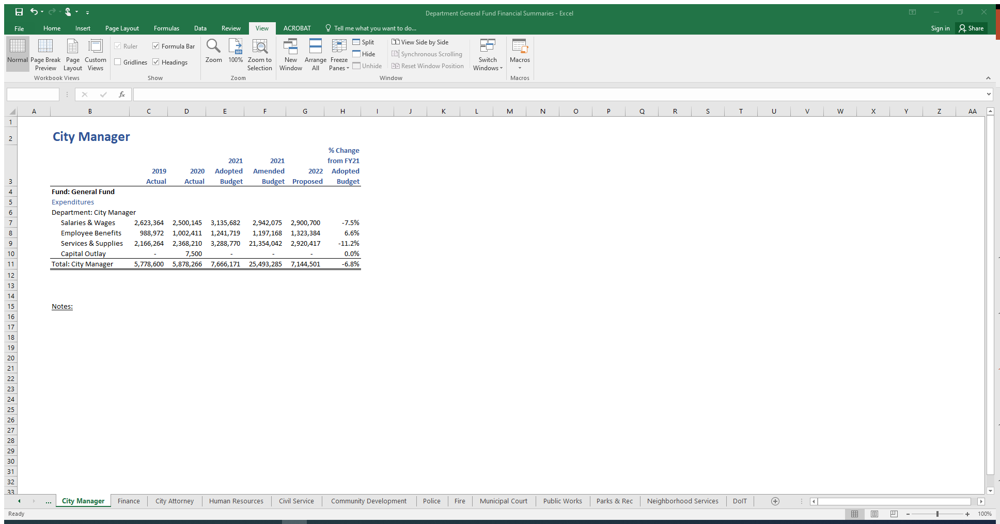 Department General Fund Financial Summaries - Excel
File Home Insert Page Layout Formulas Data Review View ACROBAT Tell me what you want to do... Sign in Share
Normal Page Break Preview Page Layout Custom Views
Workbook Views
Ruler Formula Bar
Gridlines Headings
Show
Zoom 100% Zoom to Selection
Zoom
New Window Arrange All Freeze Panes
Split View Side by Side
Hide Synchronous Scrolling
Unhide Reset Window Position
Window
Switch Windows
Macros
Macros
fx
A B C D E F G H I J K L M N O P Q R S T U V W X Y Z AA
1
2 City Manager
% Change
2021 2021 from FY21
2019 2020 Adopted Amended 2022 Adopted
3 Actual Actual Budget Budget Proposed Budget
4 Fund: General Fund
5 Expenditures
6 Department: City Manager
7 Salaries & Wages 2,623,364 2,500,145 3,135,682 2,942,075 2,900,700 -7.5%
8 Employee Benefits 988,972 1,002,411 1,241,719 1,197,168 1,323,384 6.6%
9 Services & Supplies 2,166,264 2,368,210 3,288,770 21,354,042 2,920,417 -11.2%
10 Capital Outlay - 7,500 - - - 0.0%
11 Total: City Manager 5,778,600 5,878,266 7,666,171 25,493,285 7,144,501 -6.8%
12
13
14
15 Notes:
16
17
18
19
20
21
22
23
24
25
26
27
28
29
30
31
32
33
... City Manager Finance City Attorney Human Resources Civil Service Community Development Police Fire Municipal Court Public Works Parks & Rec Neighborhood Services DoIT
Ready 100%